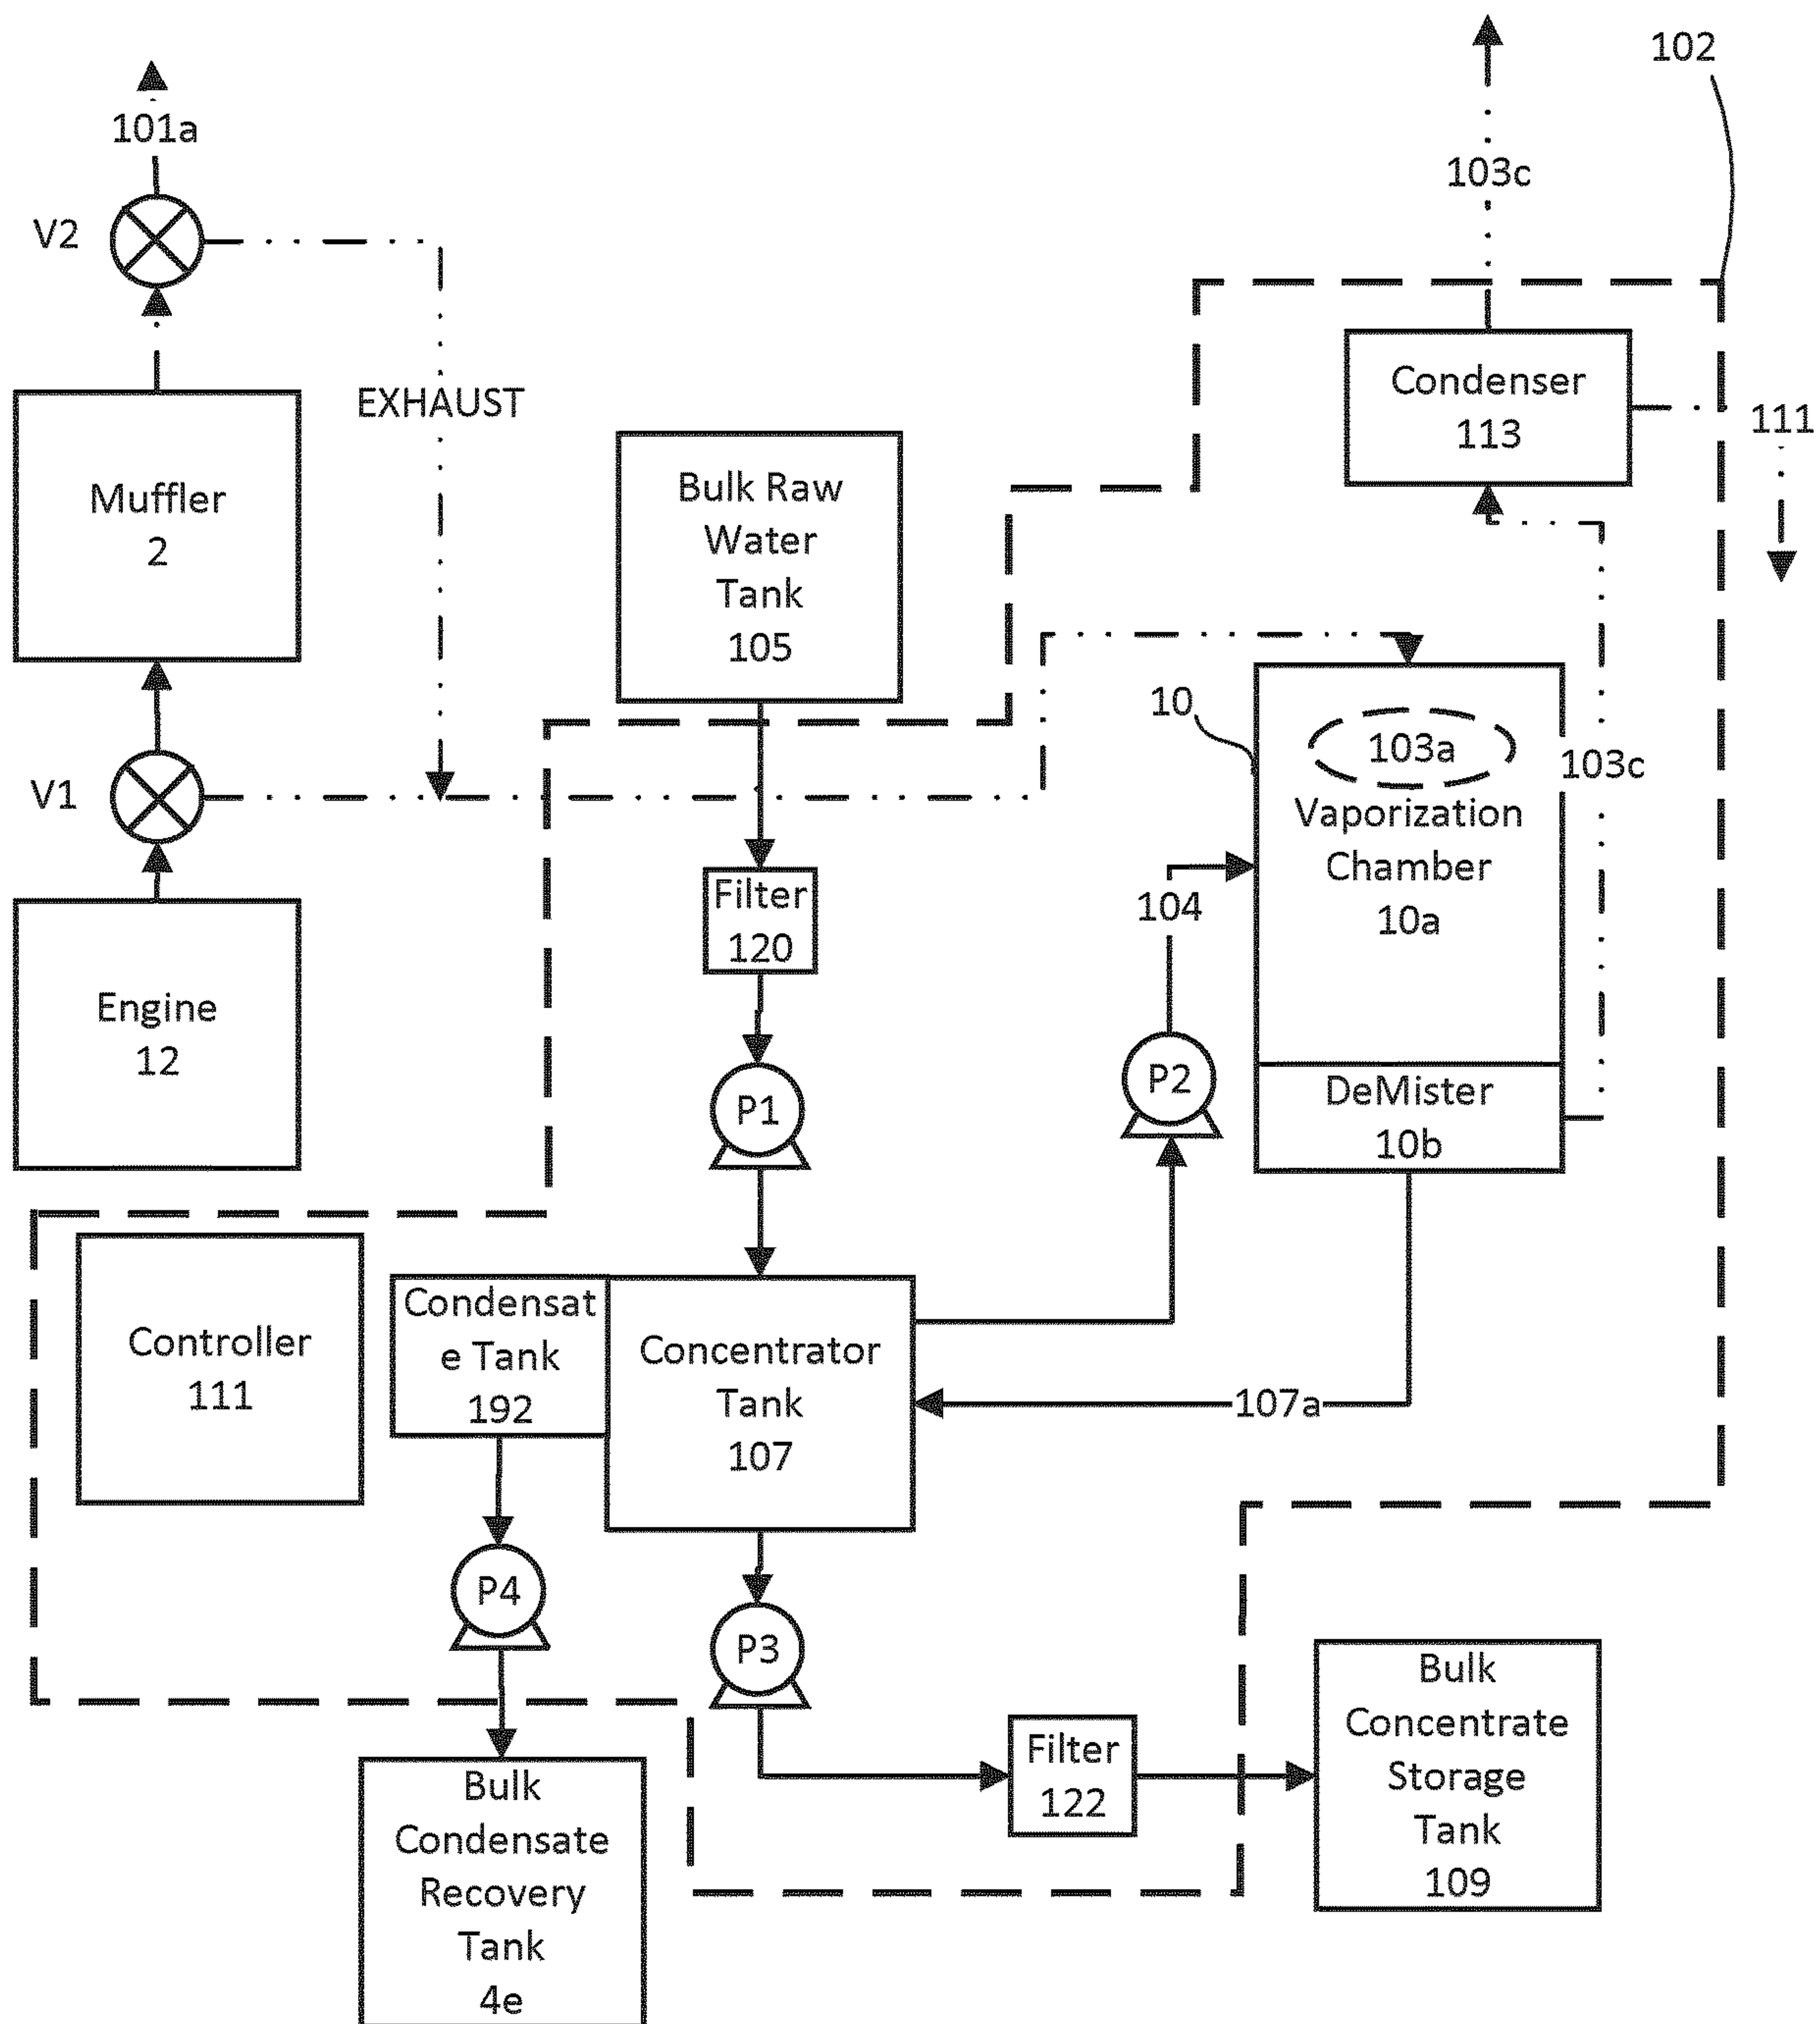 102
101a
103c
V2
EXHAUST
Condenser
113
111
Muffler
2
Bulk Raw
Water
Tank
105
10
103a
103c
V1
Vaporization
Chamber
10a
Filter
120
104
Engine
12
P1
P2
DeMister
10b
Controller
111
Condensat
e Tank
192
Concentrator
Tank
107
107a
P4
P3
Filter
122
Bulk
Concentrate
Storage
Tank
109
Bulk
Condensate
Recovery
Tank
4e